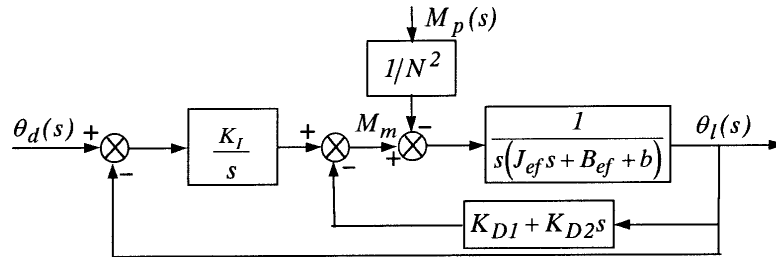 M_p(s)
1/N^2
θ_d(s) + − K_I/s + − M_m + − 1/(s(J_ef s + B_ef + b)) θ_l(s)
K_D1 + K_D2 s